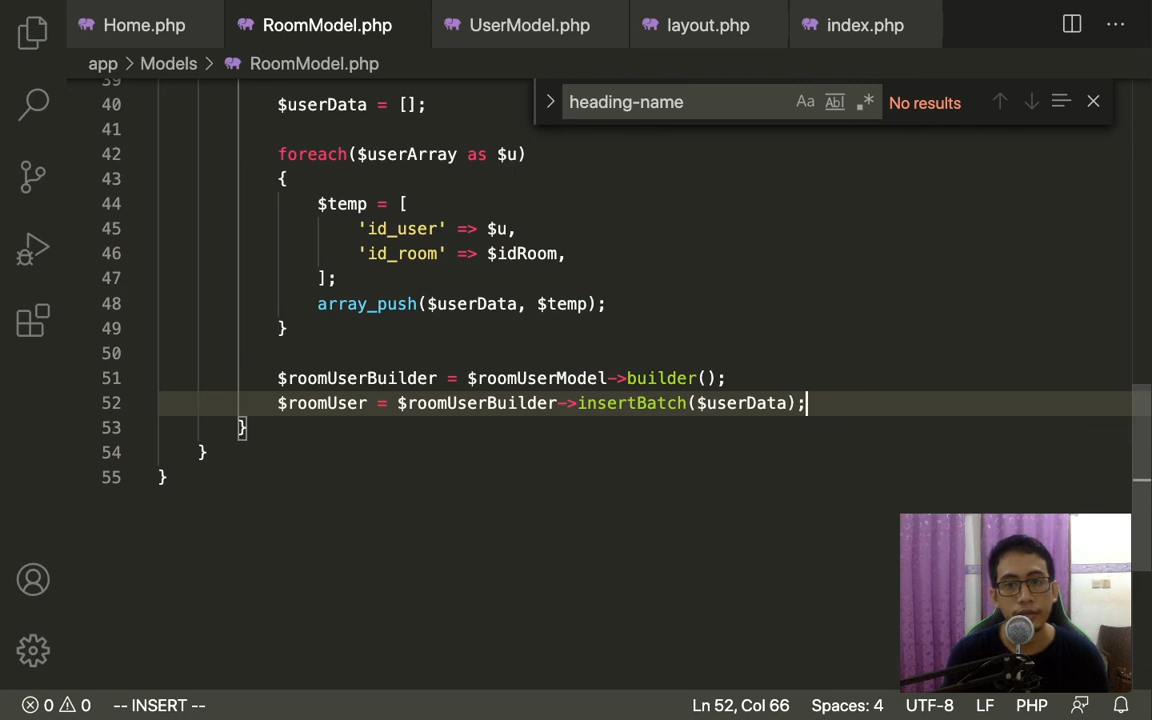 Home.php
RoomModel.php
UserModel.php
layout.php
index.php
app > Models > RoomModel.php
heading-name
Aa
Abl
.*
No results
39
40 $userData = [];
41
42 foreach($userArray as $u)
43 {
44 $temp = [
45 'id_user' => $u,
46 'id_room' => $idRoom,
47 ];
48 array_push($userData, $temp);
49 }
50
51 $roomUserBuilder = $roomUserModel->builder();
52 $roomUser = $roomUserBuilder->insertBatch($userData);
53 }
54 }
55 }
0 0 -- INSERT -- Ln 52, Col 66 Spaces: 4 UTF-8 LF PHP